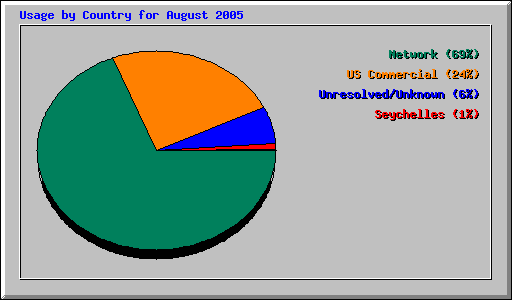 Usage by Country for August 2005
Network (69%)
US Commercial (24%)
Unresolved/Unknown (6%)
Seychelles (1%)